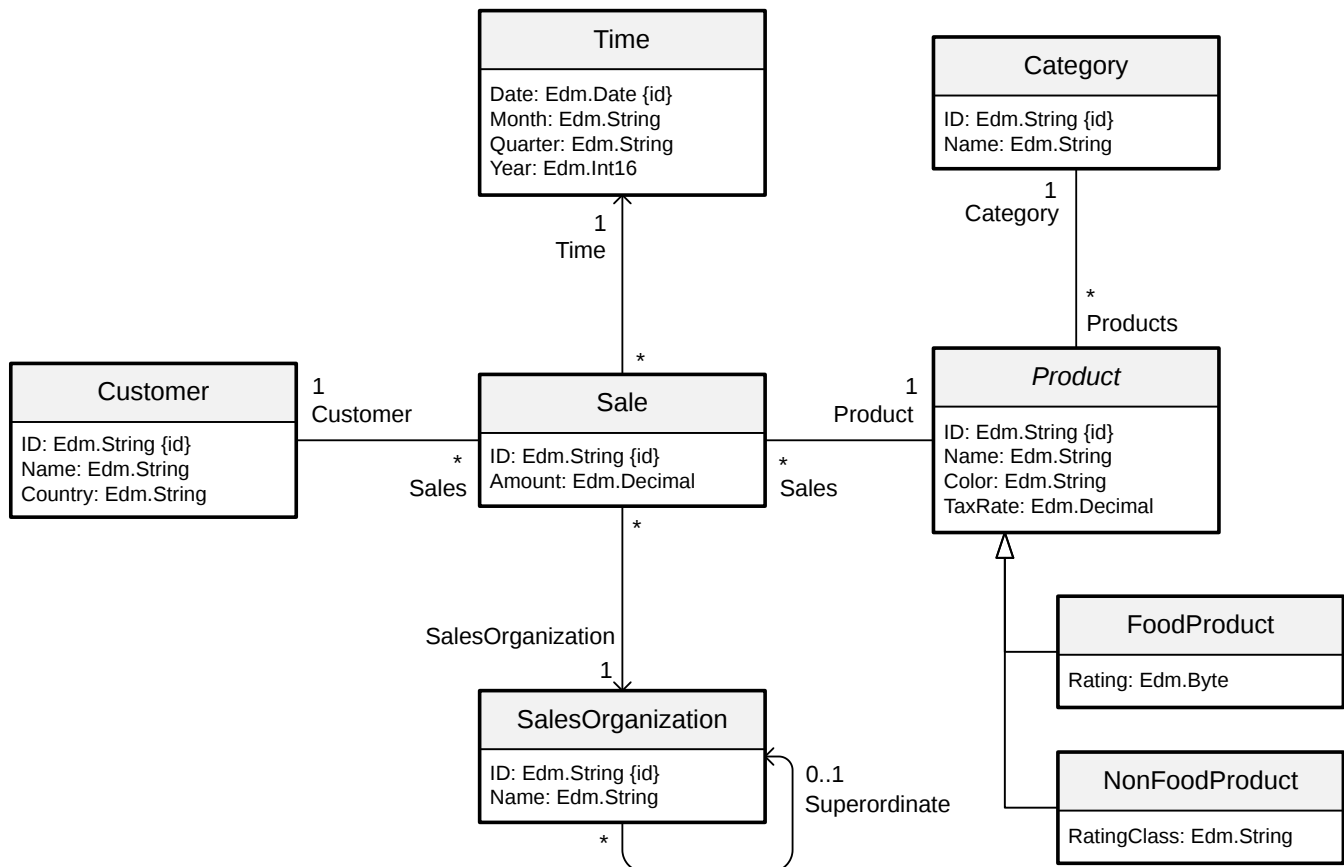 Time
Date: Edm.Date {id}
Month: Edm.String
Quarter: Edm.String
Year: Edm.Int16
Category
ID: Edm.String {id}
Name: Edm.String
1
Time
1
Category
*
Products
*
Customer
ID: Edm.String {id}
Name: Edm.String
Country: Edm.String
1
Customer
*
Sales
Sale
ID: Edm.String {id}
Amount: Edm.Decimal
1
Product
*
Sales
Product
ID: Edm.String {id}
Name: Edm.String
Color: Edm.String
TaxRate: Edm.Decimal
*
SalesOrganization
1
SalesOrganization
ID: Edm.String {id}
Name: Edm.String
0..1
Superordinate
*
FoodProduct
Rating: Edm.Byte
NonFoodProduct
RatingClass: Edm.String